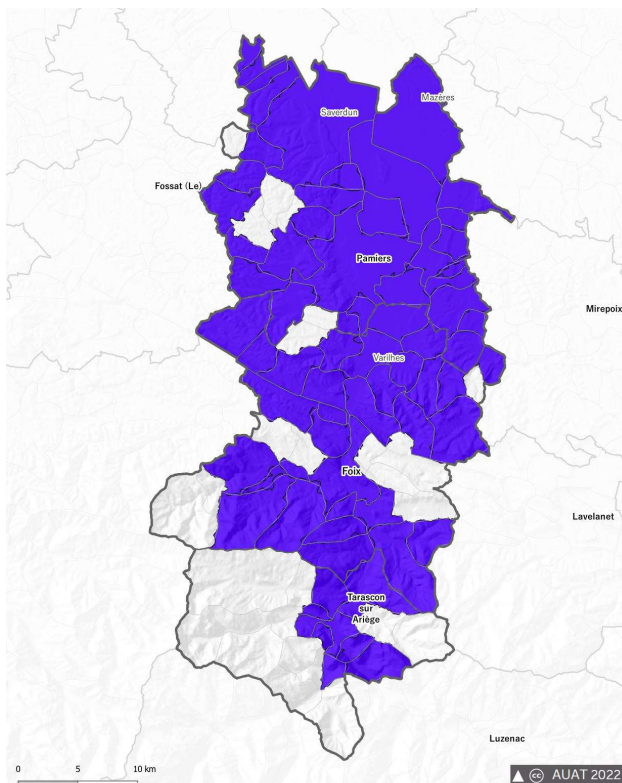 Saverdun
Mazères
Fossat (Le)
Pamiers
Mirepoix
Varilhes
Foix
Lavelanet
Tarascon
sur
Ariège
Luzenac
0 5 10 km
cc AUAT 2022